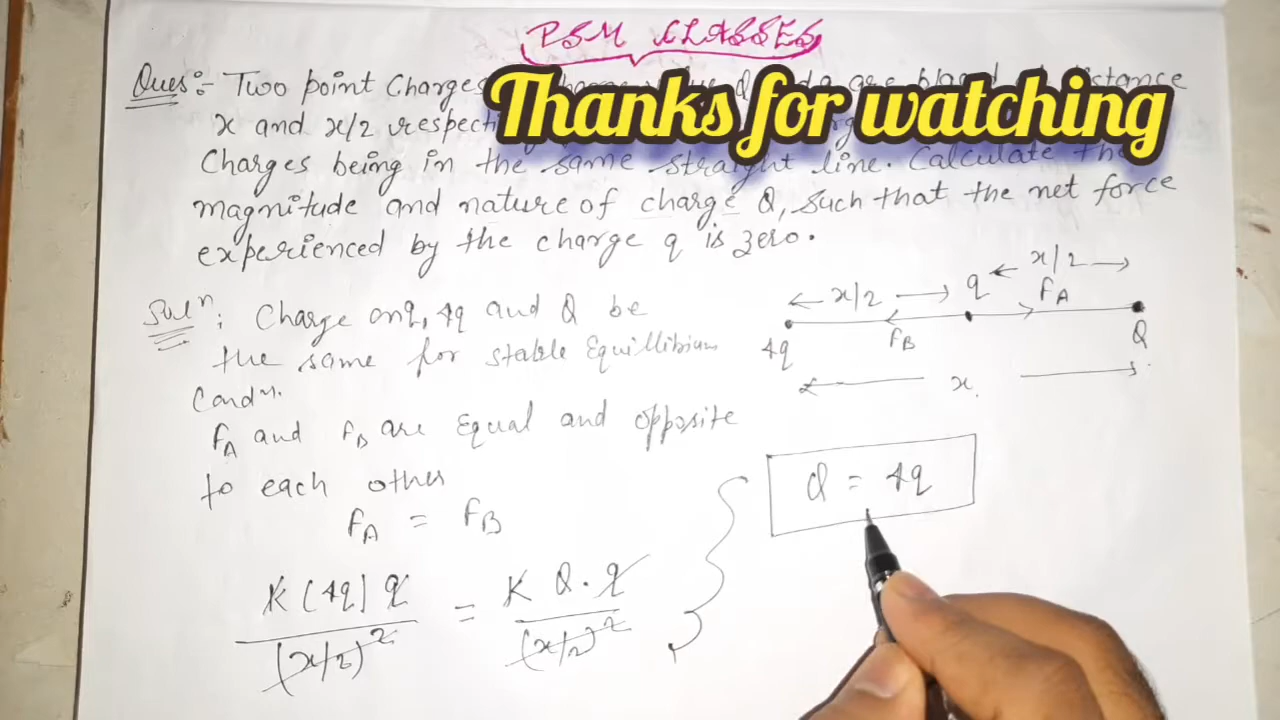 PSM CLASSES
Thanks for watching
Ques:- Two point Charges
x and x/2 respecti
Charges being in the same straight line. Calculate the
magnitude and nature of charge Q, such that the net force
experienced by the charge q is zero.
Solⁿ: Charge on q, 4q and Q be
the same for stable Equillibium
Condⁿ.
FA and FB are Equal and opposite
to each other
FA = FB
K(4q) q / (x/2)² = K Q.q / (x/2)²
x/2 q x/2
FB FA
4q Q
x
Q = 4q